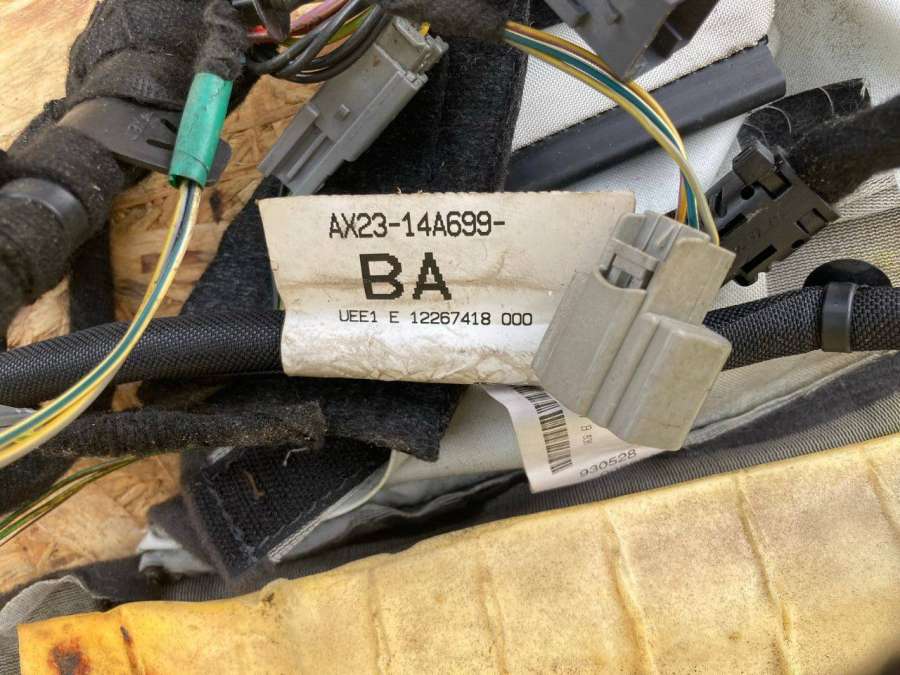 AX23-14A699-
BA
UEE1 E 12267418 000
930528